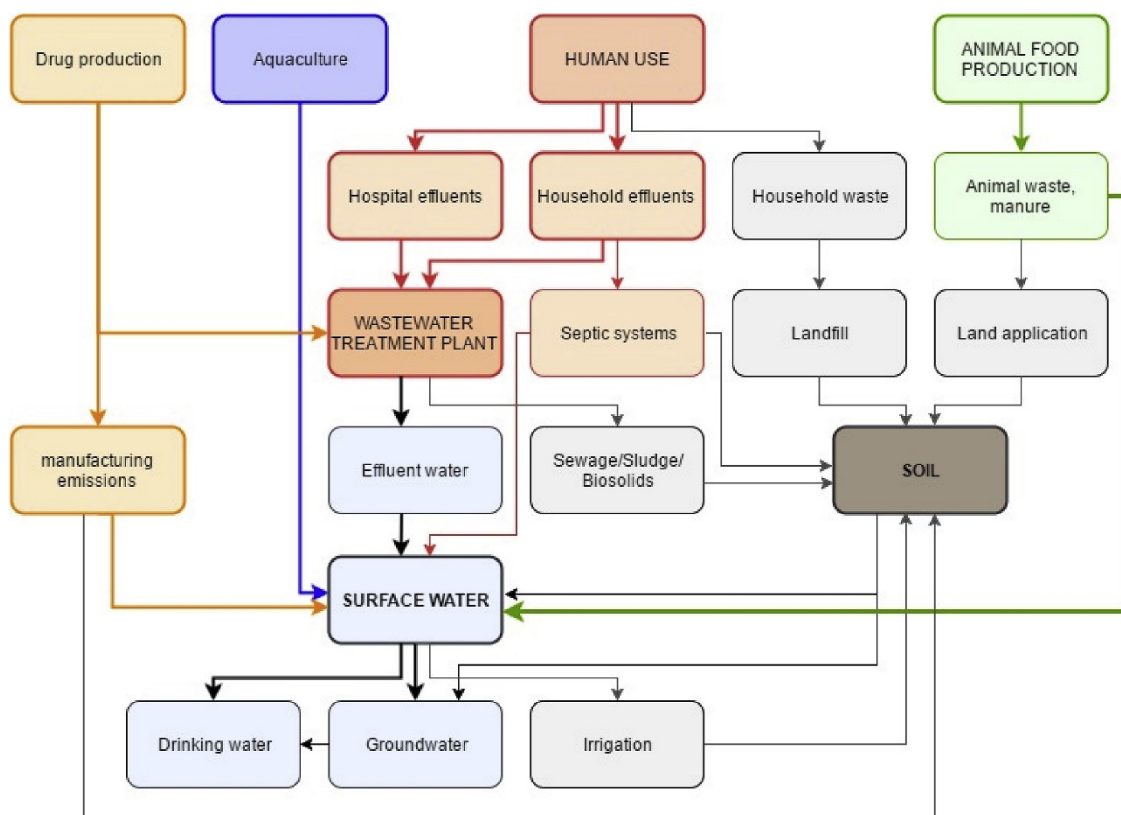 Drug production
Aquaculture
HUMAN USE
ANIMAL FOOD
PRODUCTION
Hospital effluents
Household effluents
Household waste
Animal waste,
manure
WASTEWATER
TREATMENT PLANT
Septic systems
Landfill
Land application
manufacturing
emissions
Effluent water
Sewage/Sludge/
Biosolids
SOIL
SURFACE WATER
Drinking water
Groundwater
Irrigation